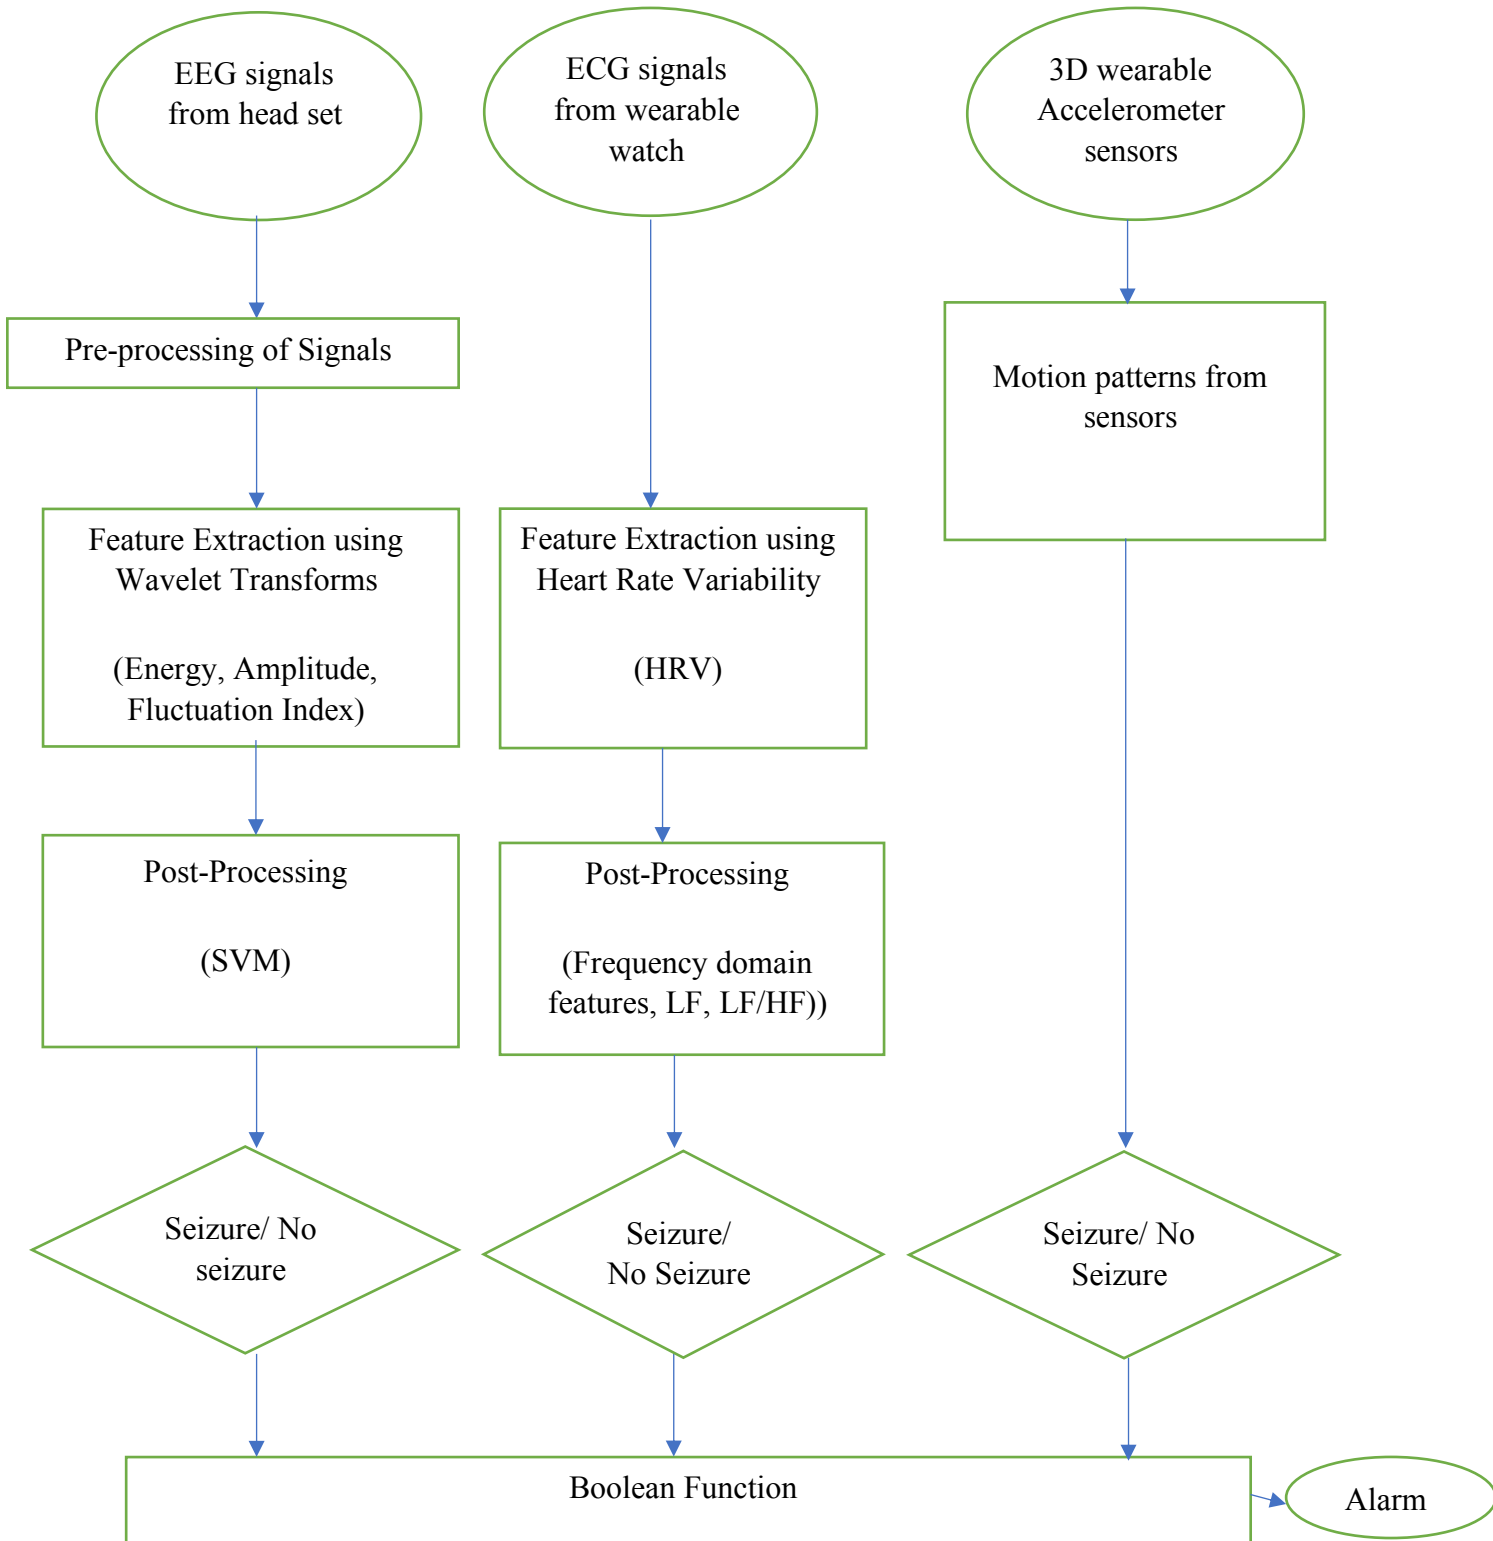 EEG signals
from head set
ECG signals
from wearable
watch
3D wearable
Accelerometer
sensors
Pre-processing of Signals
Motion patterns from
sensors
Feature Extraction using
Wavelet Transforms
(Energy, Amplitude,
Fluctuation Index)
Feature Extraction using
Heart Rate Variability
(HRV)
Post-Processing
(SVM)
Post-Processing
(Frequency domain
features, LF, LF/HF))
Seizure/ No
seizure
Seizure/
No Seizure
Seizure/ No
Seizure
Boolean Function
Alarm